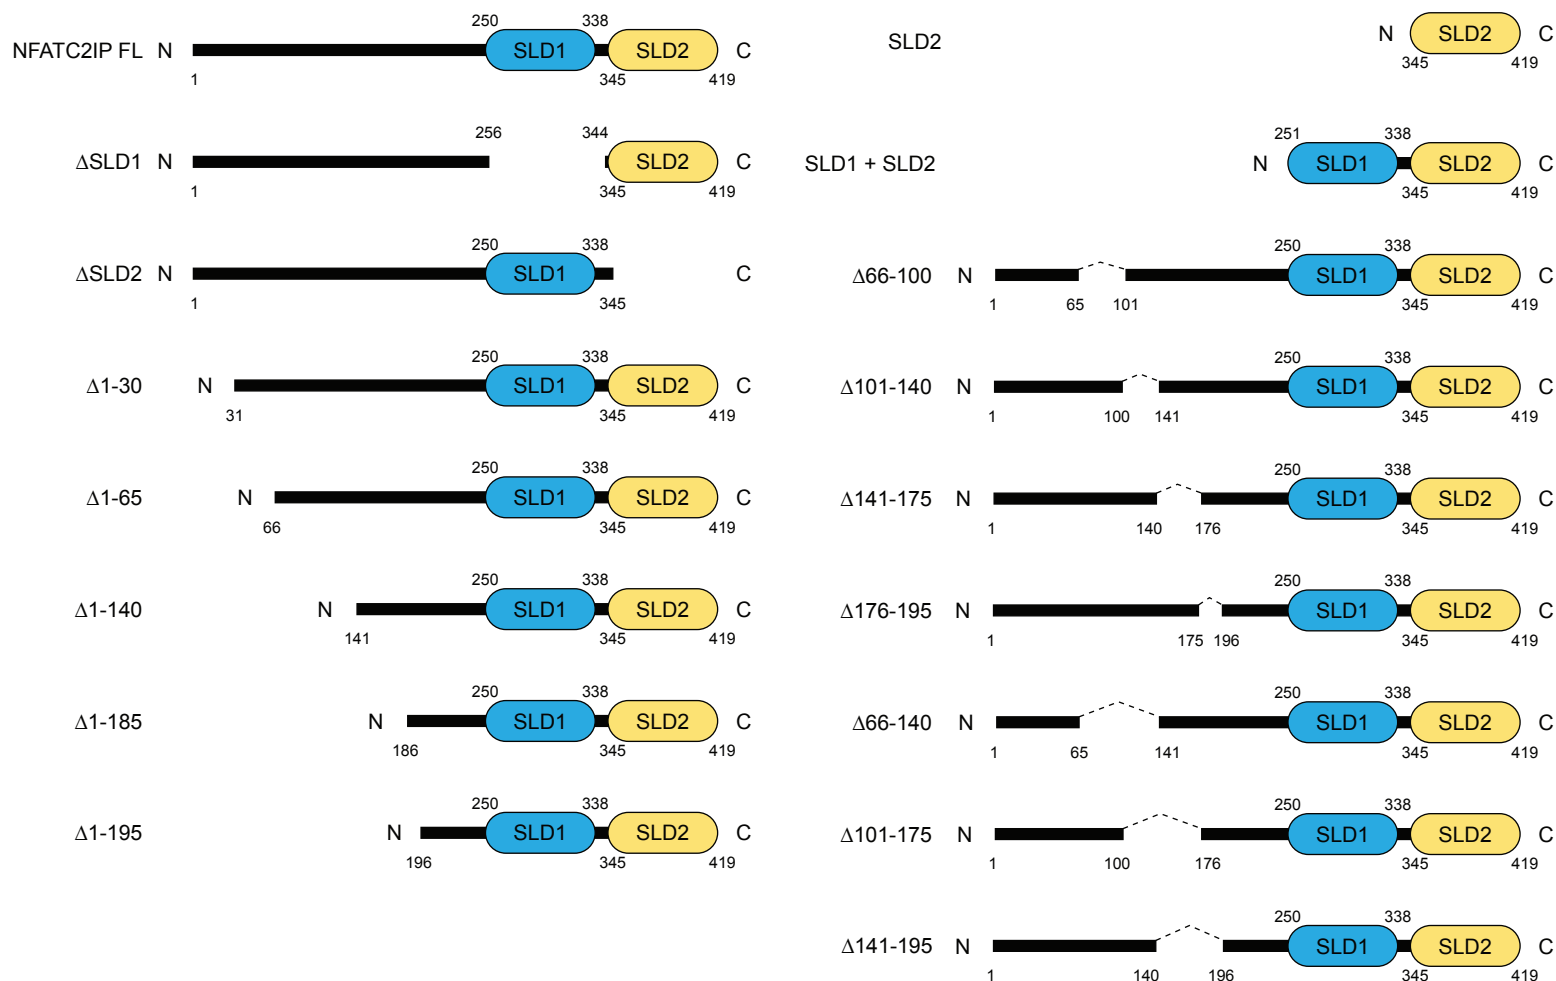 250 338
NFATC2IP FL N SLD1 SLD2 C
1 345 419
256 344
ΔSLD1 N SLD2 C
1 345 419
250 338
ΔSLD2 N SLD1 C
1 345
250 338
Δ1-30 N SLD1 SLD2 C
31 345 419
250 338
Δ1-65 N SLD1 SLD2 C
66 345 419
250 338
Δ1-140 N SLD1 SLD2 C
141 345 419
250 338
Δ1-185 N SLD1 SLD2 C
186 345 419
250 338
Δ1-195 N SLD1 SLD2 C
196 345 419
SLD2 N SLD2 C
345 419
251 338
SLD1 + SLD2 N SLD1 SLD2 C
345 419
250 338
Δ66-100 N SLD1 SLD2 C
1 65 101 345 419
250 338
Δ101-140 N SLD1 SLD2 C
1 100 141 345 419
250 338
Δ141-175 N SLD1 SLD2 C
1 140 176 345 419
250 338
Δ176-195 N SLD1 SLD2 C
1 175 196 345 419
250 338
Δ66-140 N SLD1 SLD2 C
1 65 141 345 419
250 338
Δ101-175 N SLD1 SLD2 C
1 100 176 345 419
250 338
Δ141-195 N SLD1 SLD2 C
1 140 196 345 419